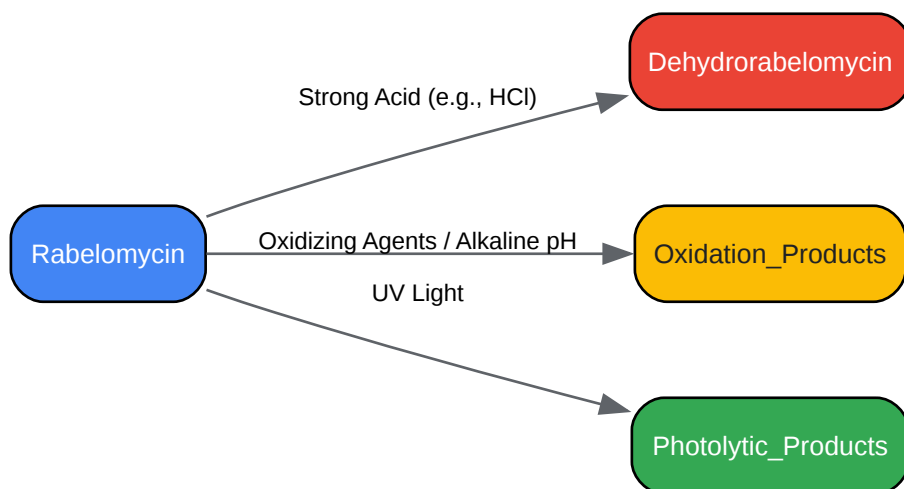 Dehydrorabelomycin
Strong Acid (e.g., HCl)
Rabelomycin
Oxidizing Agents / Alkaline pH
Oxidation_Products
UV Light
Photolytic_Products